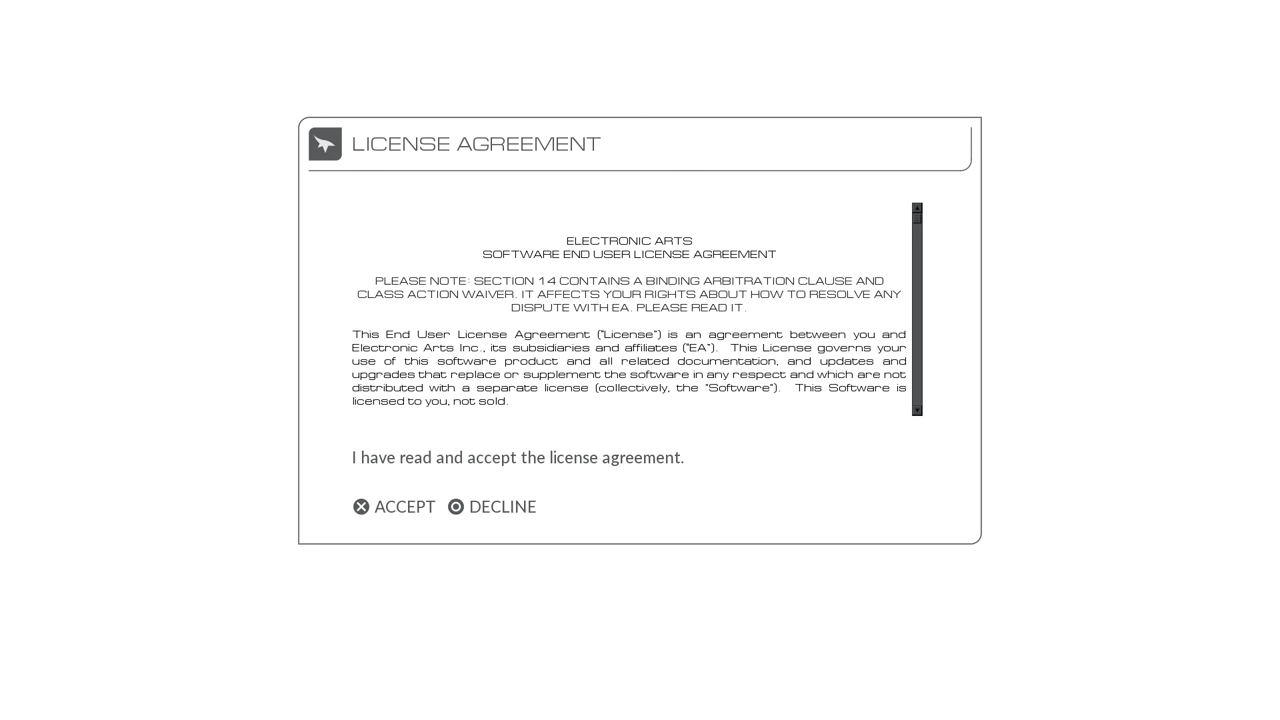 LICENSE AGREEMENT
ELECTRONIC ARTS
SOFTWARE END USER LICENSE AGREEMENT
PLEASE NOTE: SECTION 14 CONTAINS A BINDING ARBITRATION CLAUSE AND
CLASS ACTION WAIVER. IT AFFECTS YOUR RIGHTS ABOUT HOW TO RESOLVE ANY
DISPUTE WITH EA. PLEASE READ IT.
This End User License Agreement ("License") is an agreement between you and
Electronic Arts Inc., its subsidiaries and affiliates ("EA"). This License governs your
use of this software product and all related documentation, and updates and
upgrades that replace or supplement the software in any respect and which are not
distributed with a separate license (collectively, the "Software"). This Software is
licensed to you, not sold.
I have read and accept the license agreement.
ACCEPT DECLINE